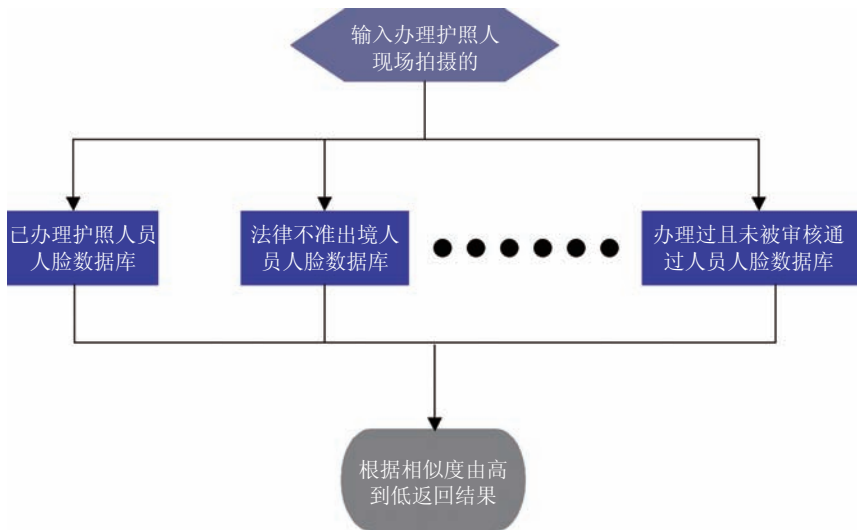 输入办理护照人
现场拍摄的
已办理护照人员
人脸数据库
法律不准出境人
员人脸数据库
办理过且未被审核通
过人员人脸数据库
根据相似度由高
到低返回结果